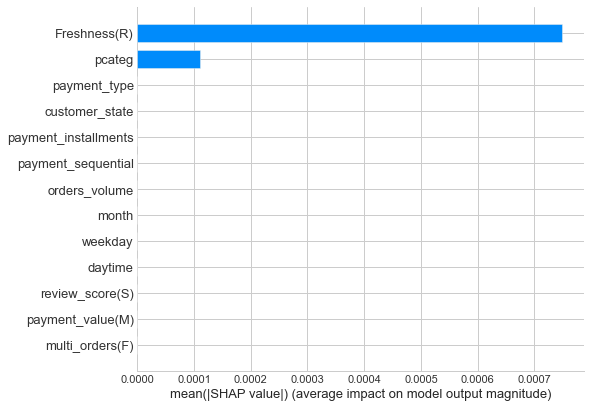 Freshness(R)
pcateg
payment_type
customer_state
payment_installments
payment_sequential
orders_volume
month
weekday
daytime
review_score(S)
payment_value(M)
multi_orders(F)
0.0000 0.0001 0.0002 0.0003 0.0004 0.0005 0.0006 0.0007
mean(|SHAP value|) (average impact on model output magnitude)